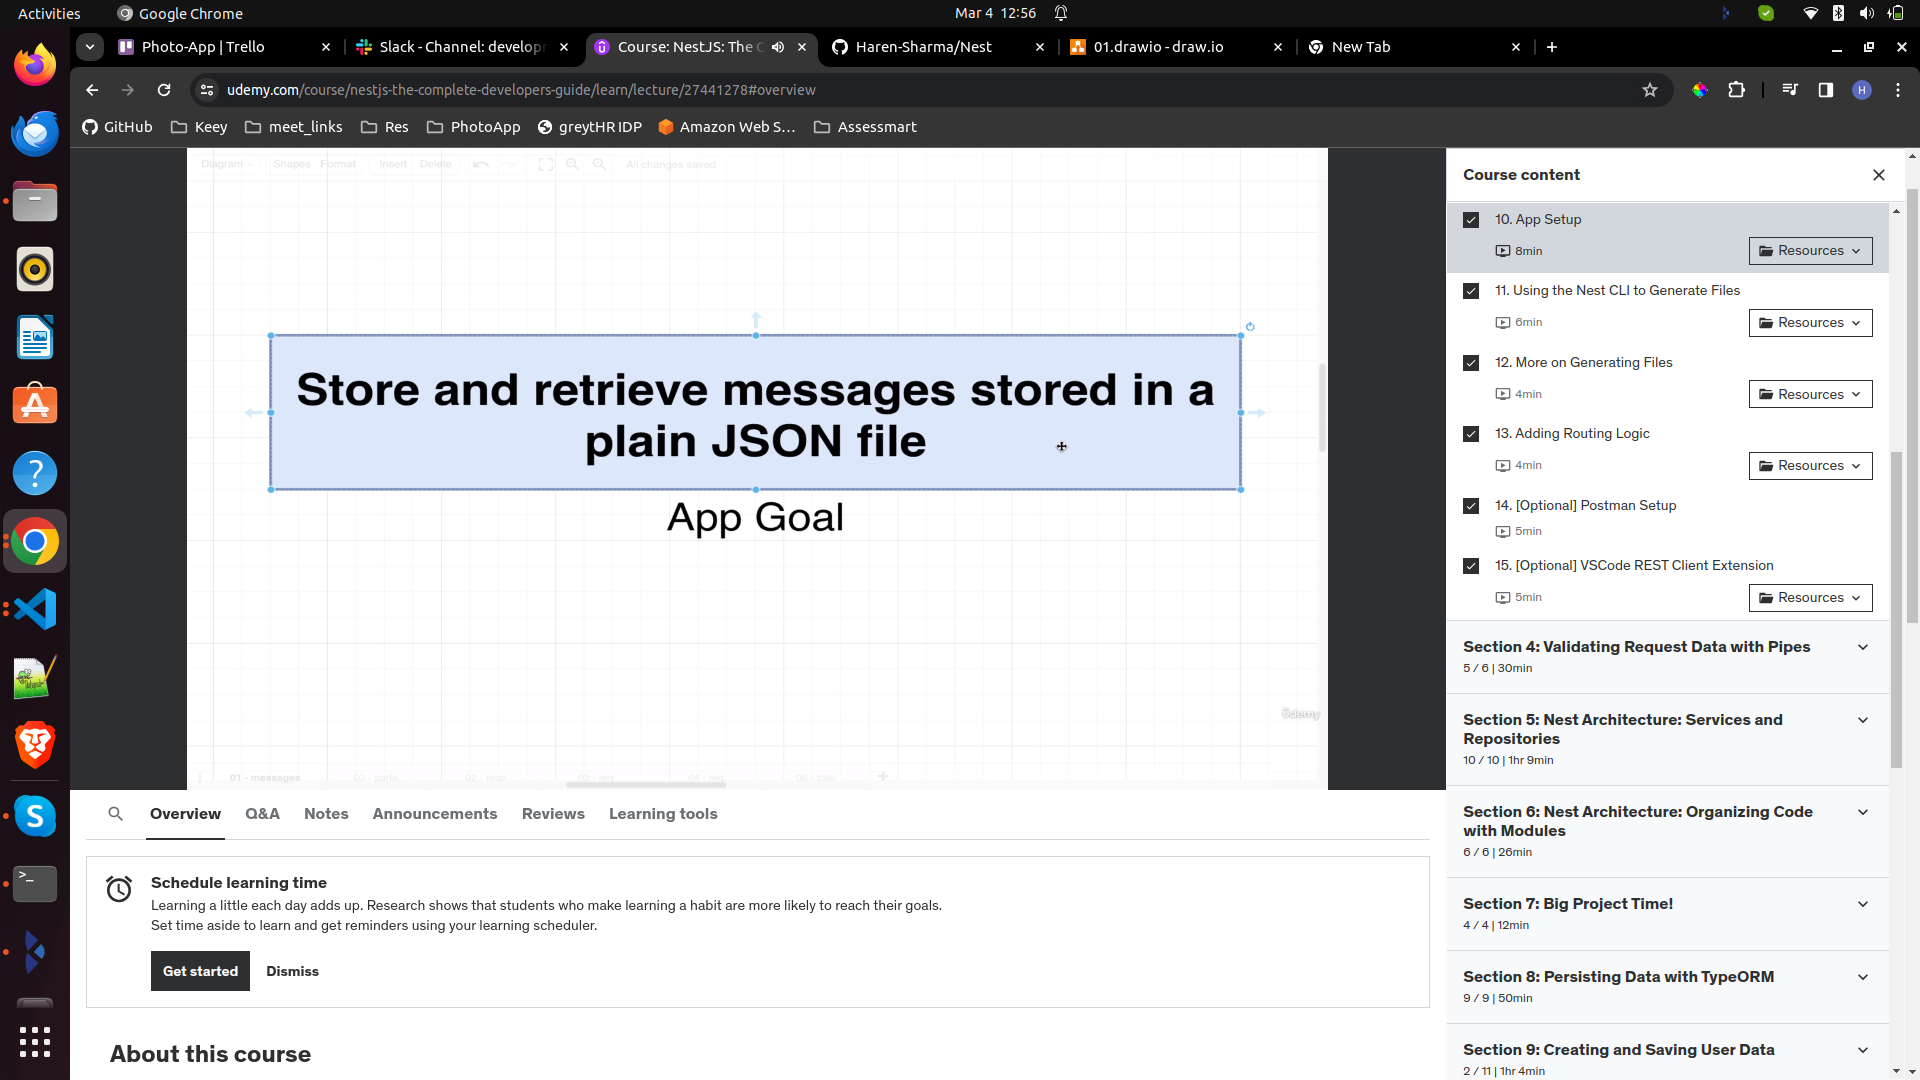 Activities
Google Chrome
Mar 4 12:56
Photo-App | Trello
Slack - Channel: develop
Course: NestJS: The C
Haren-Sharma/Nest
01.drawio - draw.io
New Tab
udemy.com/course/nestjs-the-complete-developers-guide/learn/lecture/27441278#overview
H
GitHub
Keey
meet_links
Res
PhotoApp
greytHR IDP
Amazon Web S…
Assessmart
Diagram
Shapes
Format
Insert
Delete
All changes saved
Store and retrieve messages stored in a
plain JSON file
App Goal
Udemy
01 - messages
03 - parts
02 - reqs
03 - req
04 - req
Course content
10. App Setup
8min
Resources
11. Using the Nest CLI to Generate Files
6min
Resources
12. More on Generating Files
4min
Resources
13. Adding Routing Logic
4min
Resources
14. [Optional] Postman Setup
5min
15. [Optional] VSCode REST Client Extension
5min
Resources
Section 4: Validating Request Data with Pipes
5 / 6 | 30min
Section 5: Nest Architecture: Services and
Repositories
10 / 10 | 1hr 9min
Section 6: Nest Architecture: Organizing Code
with Modules
6 / 6 | 26min
Section 7: Big Project Time!
4 / 4 | 12min
Section 8: Persisting Data with TypeORM
9 / 9 | 50min
Section 9: Creating and Saving User Data
2 / 11 | 1hr 4min
Overview
Q&A
Notes
Announcements
Reviews
Learning tools
Schedule learning time
Learning a little each day adds up. Research shows that students who make learning a habit are more likely to reach their goals.
Set time aside to learn and get reminders using your learning scheduler.
Get started
Dismiss
About this course